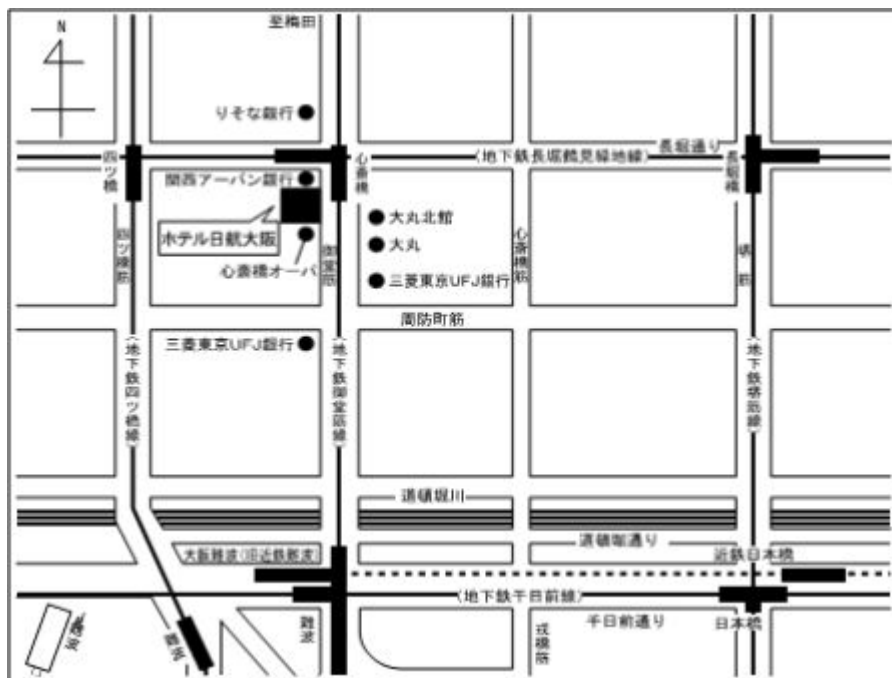 N
至梅田
りそな銀行
長堀通り
〈地下鉄長堀鶴見緑地線〉
四ツ橋
心斎橋
長堀橋
関西アーバン銀行
大丸北館
ホテル日航大阪
大丸
心斎橋オーパ
三菱東京UFJ銀行
四ツ橋筋
御堂筋
心斎橋筋
堺筋
周防町筋
三菱東京UFJ銀行
〈地下鉄四ツ橋線〉
〈地下鉄御堂筋線〉
〈地下鉄堺筋線〉
道頓堀川
道頓堀通り
大阪難波(旧近鉄難波)
近鉄日本橋
〈地下鉄千日前線〉
難波
戎橋筋
千日前通り
日本橋